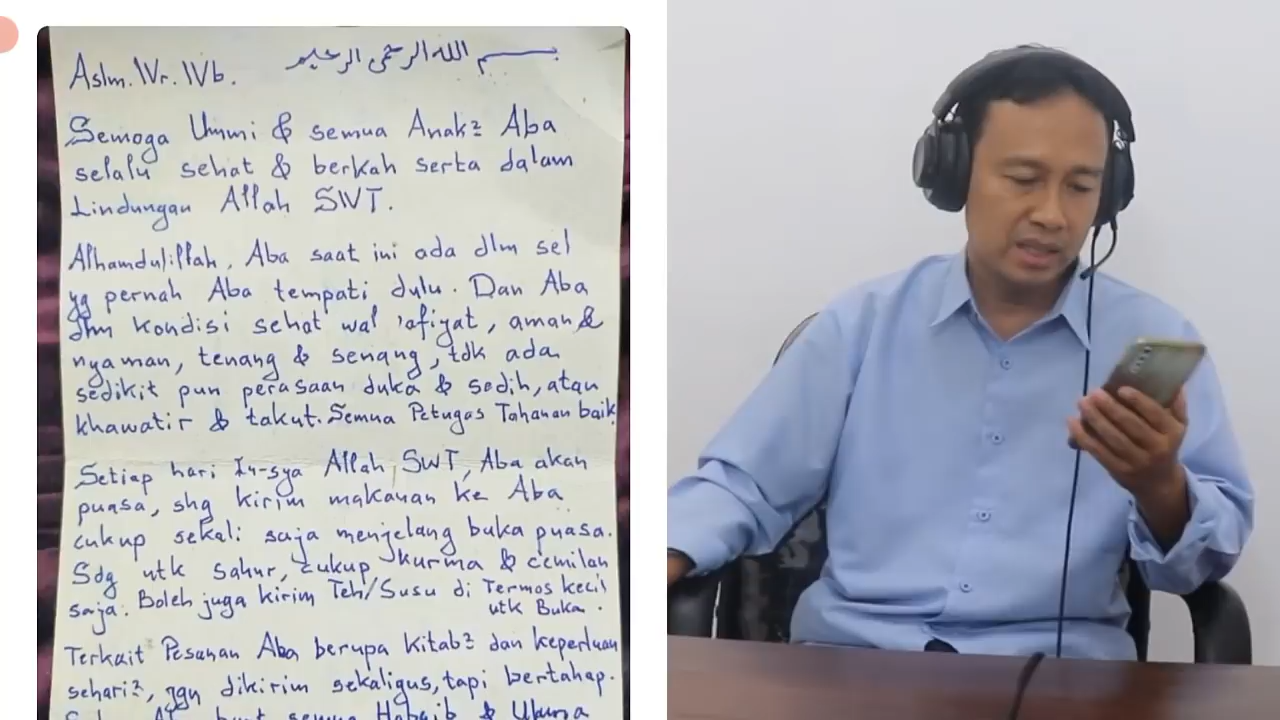 بسم الله الرحمن الرحيم
Aslm. Wr. Wb.
Semoga Ummi & semua Anak2 Aba
selalu sehat & berkah serta dalam
Lindungan Allah SWT.
Alhamdulillah, Aba saat ini ada dlm sel
yg pernah Aba tempati dulu. Dan Aba
dlm kondisi sehat wal 'afiyat, aman &
nyaman, tenang & senang, tdk ada
sedikit pun perasaan duka & sedih, atau
khawatir & takut. Semua Petugas Tahanan baik.
Setiap hari In-sya Allah SWT, Aba akan
puasa, shg kirim makanan ke Aba
cukup sekali saja menjelang buka puasa.
Sdg utk sahur, cukup kurma & cemilan
saja. Boleh juga kirim Teh/Susu di Termos kecil
utk Buka.
Terkait Pesanan Aba berupa Kitab2 dan keperluan
sehari2, jgn dikirim sekaligus, tapi bertahap.
buat semua Habaib & Ulama